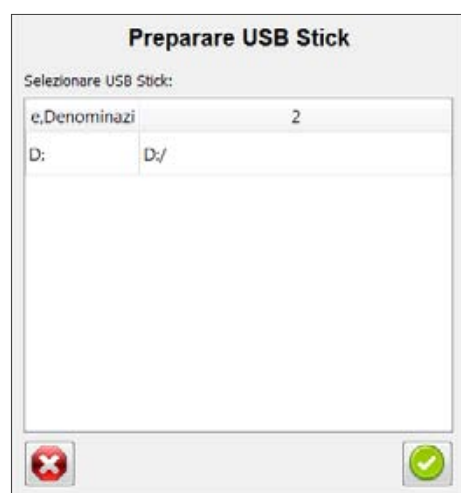 Preparare USB Stick
Selezionare USB Stick:
e,Denominazi 2
D: D:/